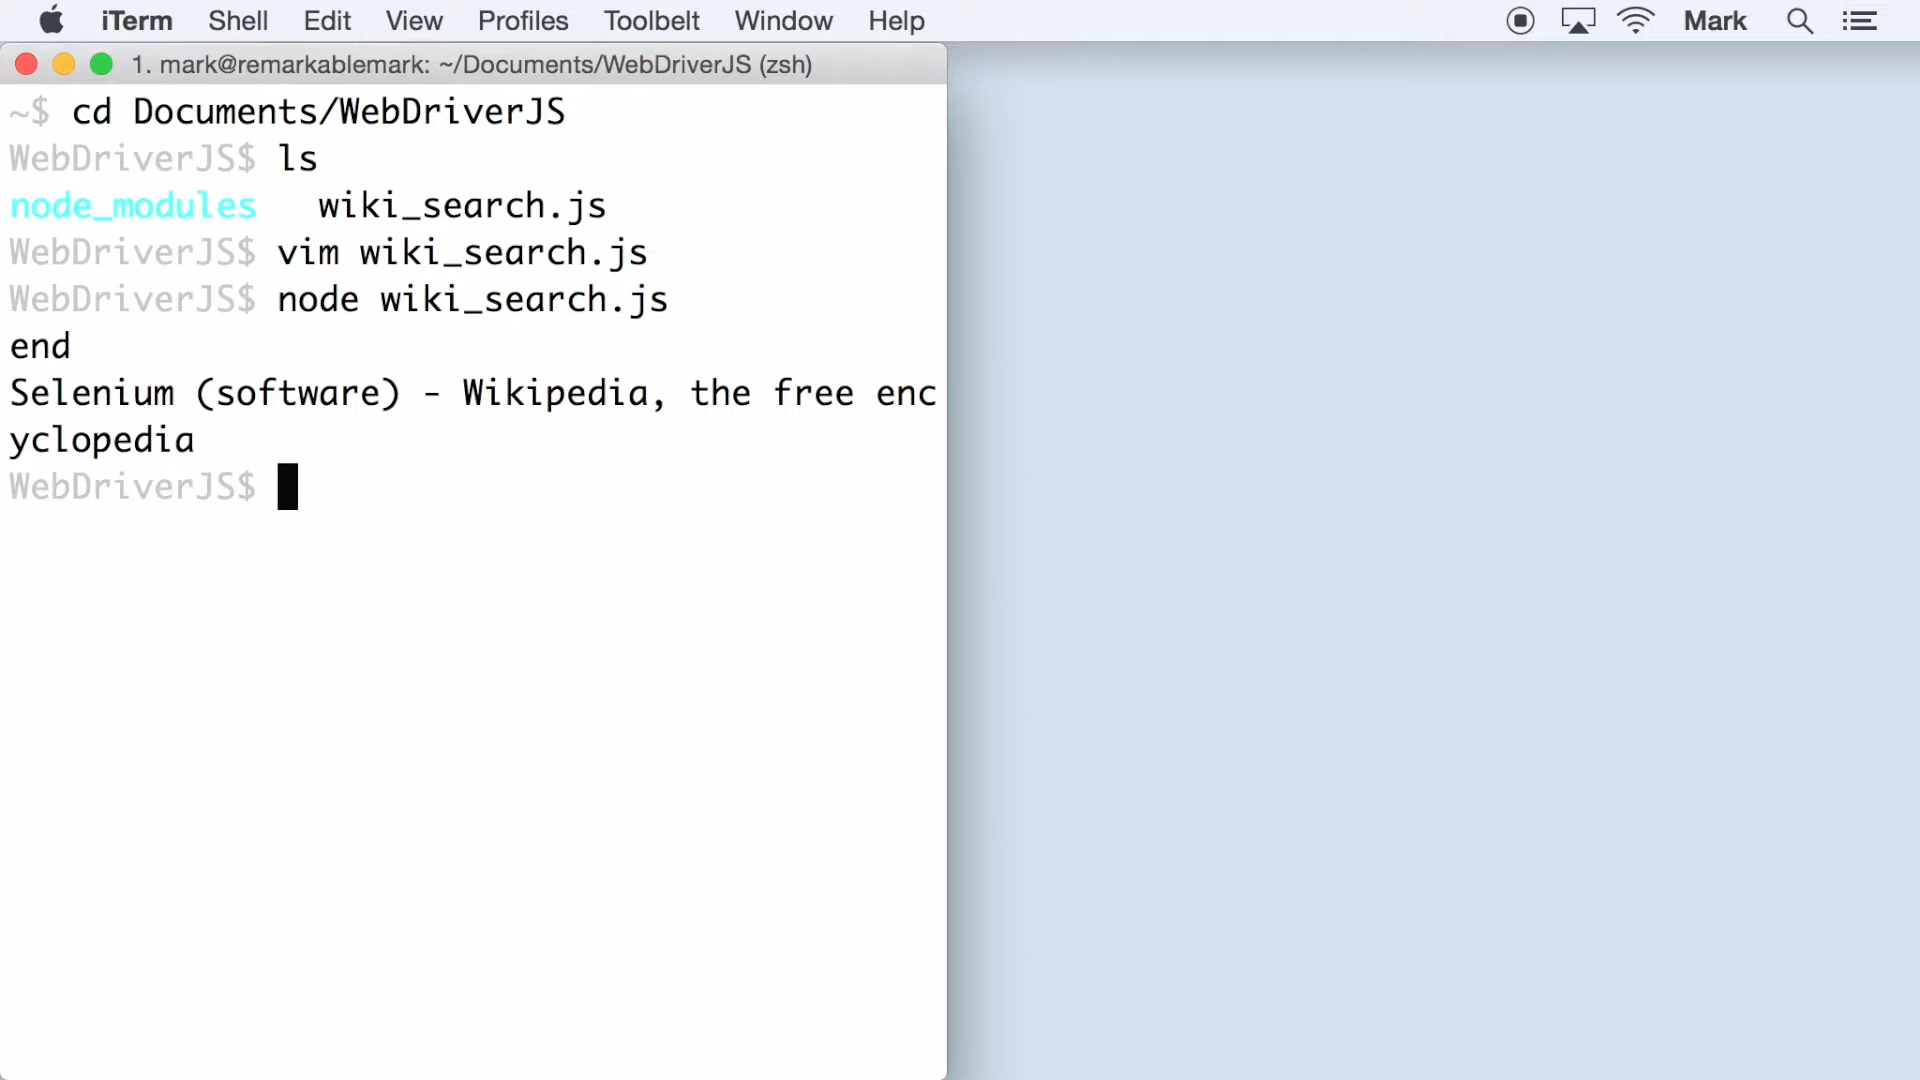 iTerm Shell Edit View Profiles Toolbelt Window Help Mark
1. mark@remarkablemark: ~/Documents/WebDriverJS (zsh)
~$ cd Documents/WebDriverJS
WebDriverJS$ ls
node_modules   wiki_search.js
WebDriverJS$ vim wiki_search.js
WebDriverJS$ node wiki_search.js
end
Selenium (software) - Wikipedia, the free enc
yclopedia
WebDriverJS$